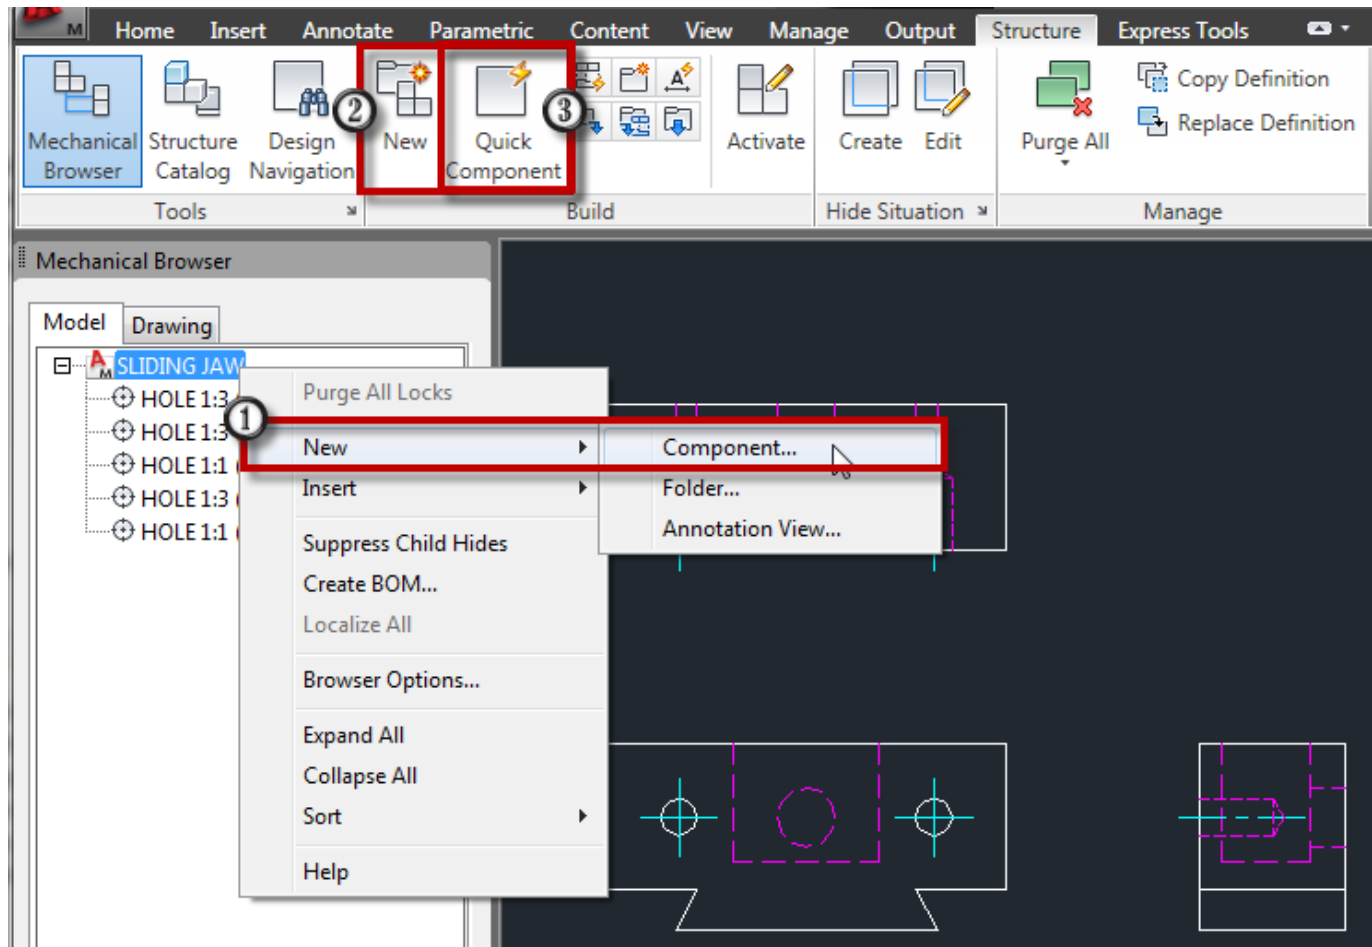 M
Home Insert Annotate Parametric Content View Manage Output Structure Express Tools
Mechanical Browser
Structure Catalog
Design Navigation
2
New
Quick Component
3
Activate
Create
Edit
Purge All
Copy Definition
Replace Definition
Tools
Build
Hide Situation
Manage
Mechanical Browser
Model
Drawing
SLIDING JAW
HOLE 1:3
HOLE 1:3
HOLE 1:1 (
HOLE 1:3 (
HOLE 1:1 (
1
Purge All Locks
New
Insert
Suppress Child Hides
Create BOM...
Localize All
Browser Options...
Expand All
Collapse All
Sort
Help
Component...
Folder...
Annotation View...